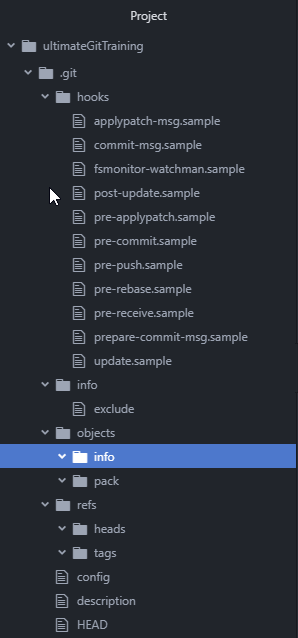 Project
ultimateGitTraining
.git
hooks
applypatch-msg.sample
commit-msg.sample
fsmonitor-watchman.sample
post-update.sample
pre-applypatch.sample
pre-commit.sample
pre-push.sample
pre-rebase.sample
pre-receive.sample
prepare-commit-msg.sample
update.sample
info
exclude
objects
info
pack
refs
heads
tags
config
description
HEAD